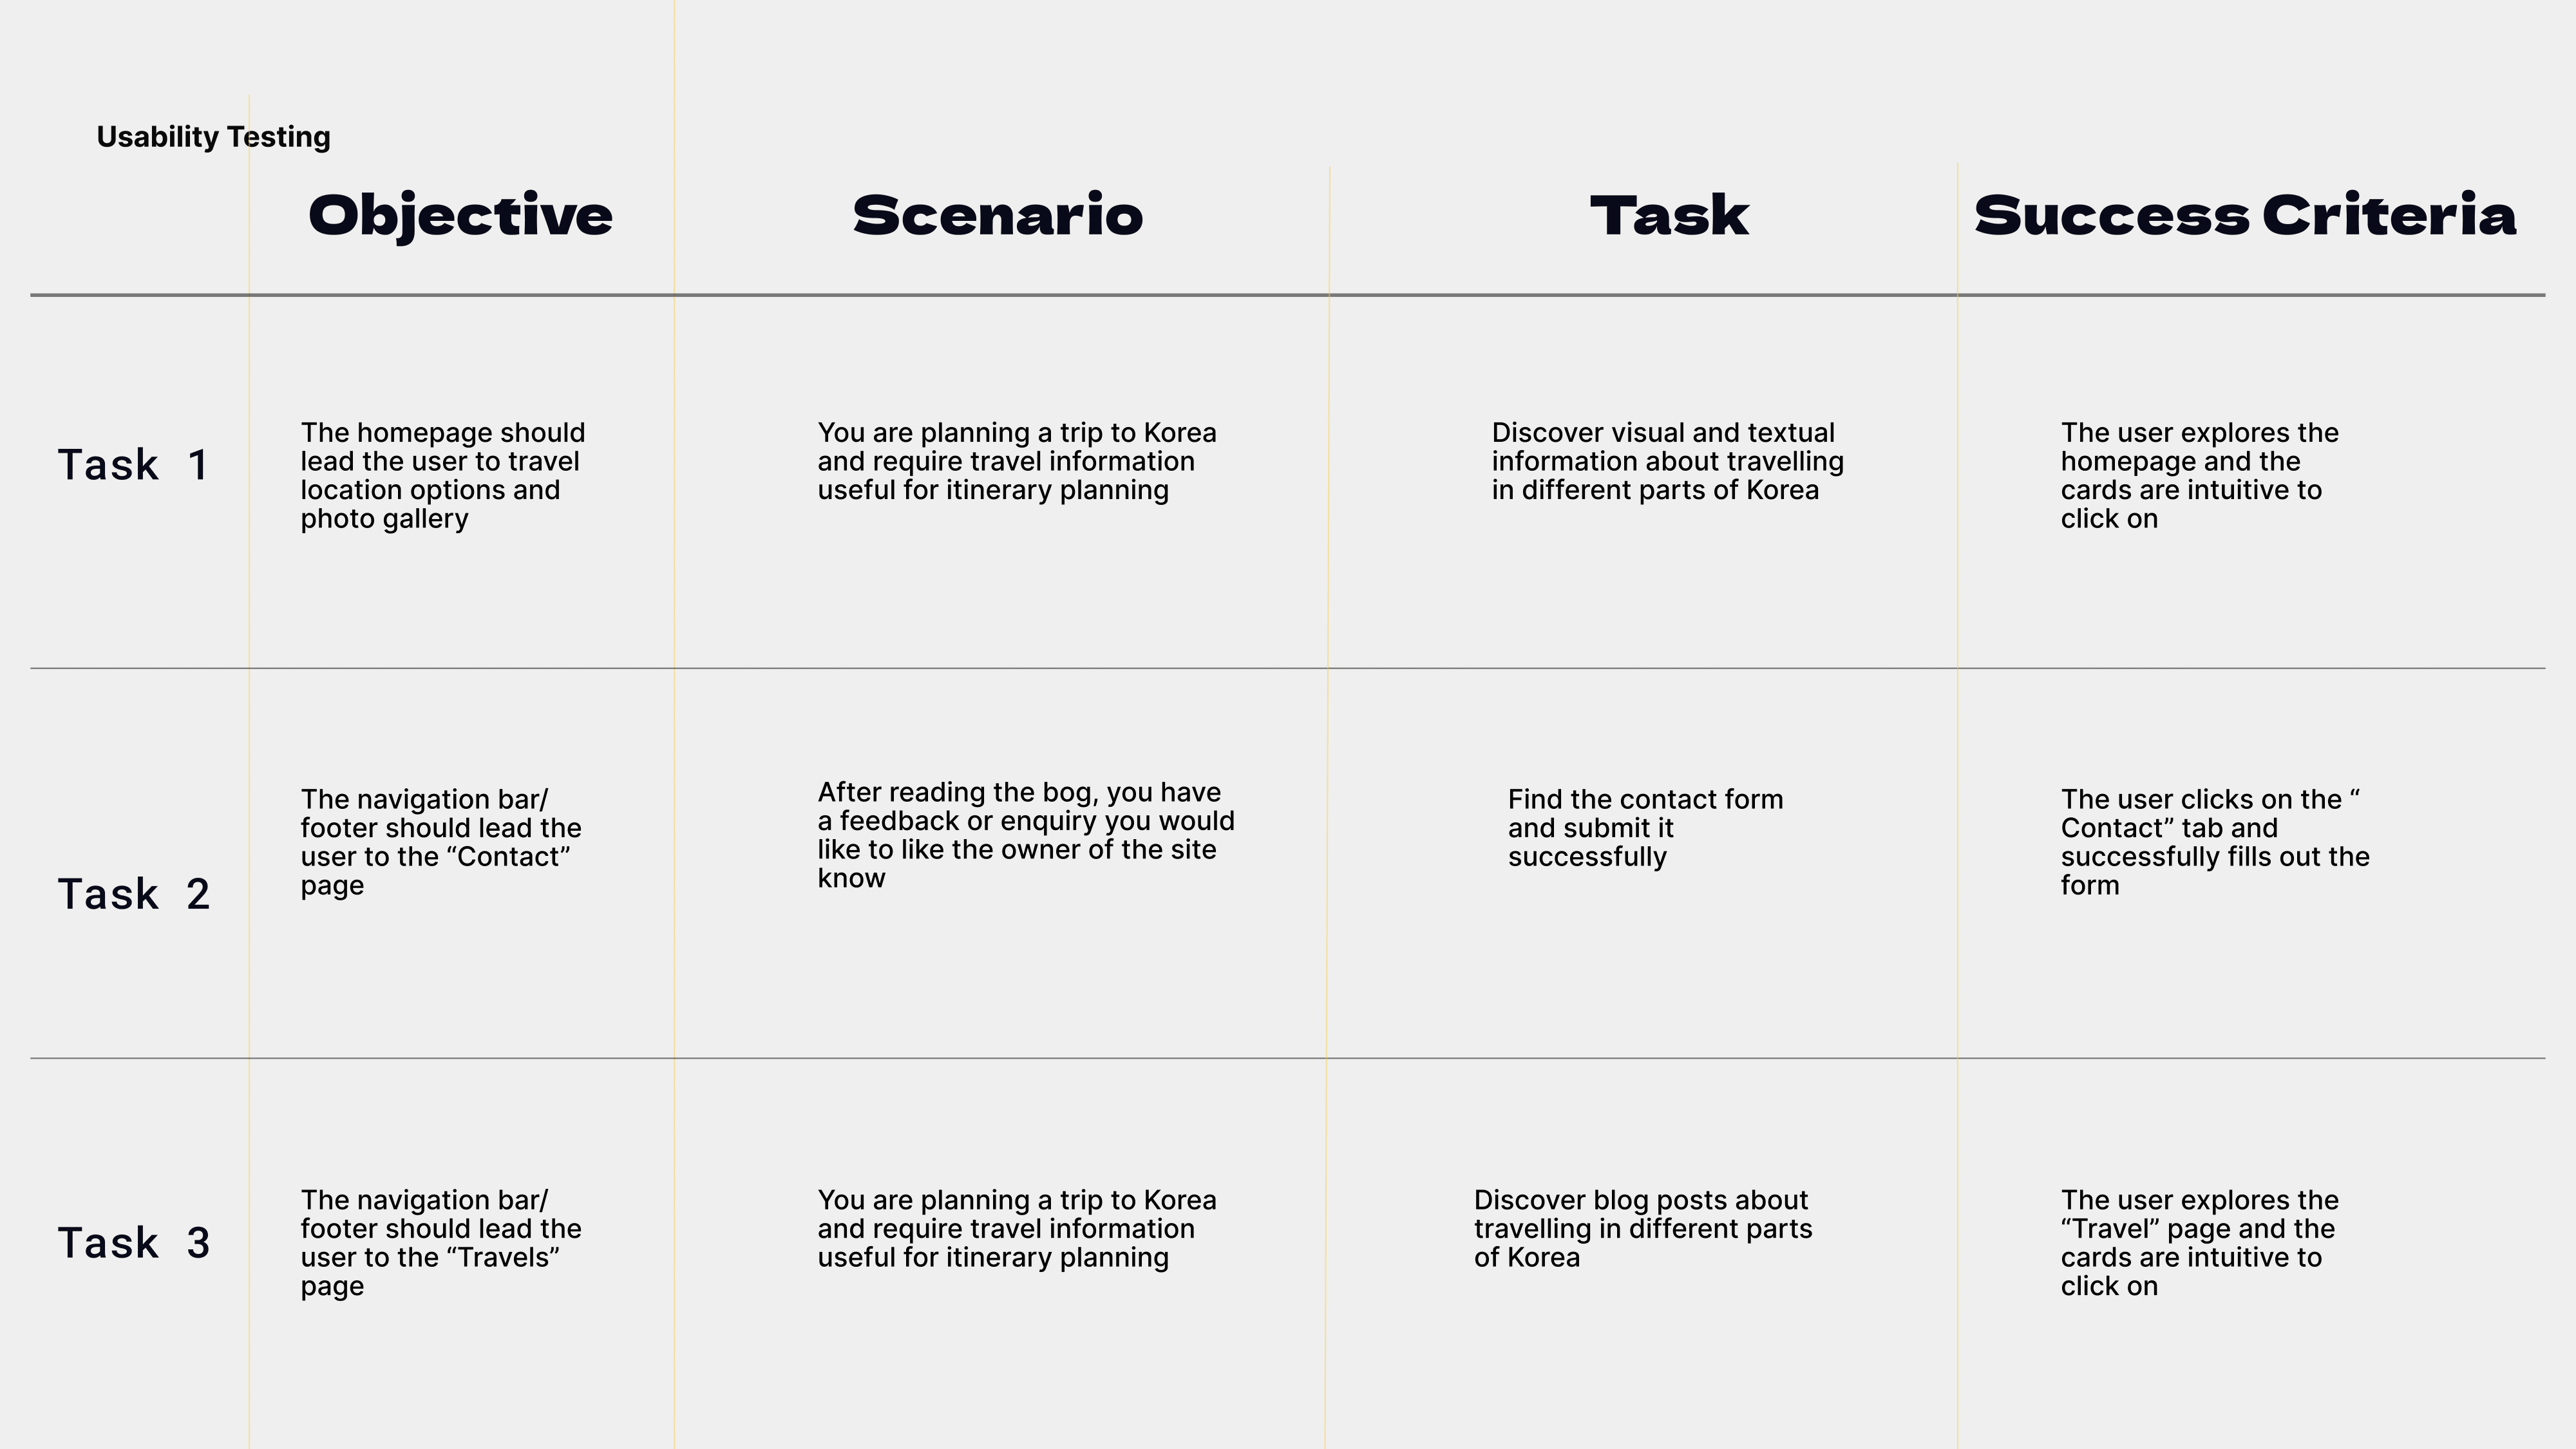 Usability Testing
Objective
Scenario
Task
Success Criteria
Task 1
The homepage should
lead the user to travel
location options and
photo gallery
You are planning a trip to Korea
and require travel information
useful for itinerary planning
Discover visual and textual
information about travelling
in different parts of Korea
The user explores the
homepage and the
cards are intuitive to
click on
Task 2
The navigation bar/
footer should lead the
user to the “Contact”
page
After reading the bog, you have
a feedback or enquiry you would
like to like the owner of the site
know
Find the contact form
and submit it
successfully
The user clicks on the “
Contact” tab and
successfully fills out the
form
Task 3
The navigation bar/
footer should lead the
user to the “Travels”
page
You are planning a trip to Korea
and require travel information
useful for itinerary planning
Discover blog posts about
travelling in different parts
of Korea
The user explores the
“Travel” page and the
cards are intuitive to
click on